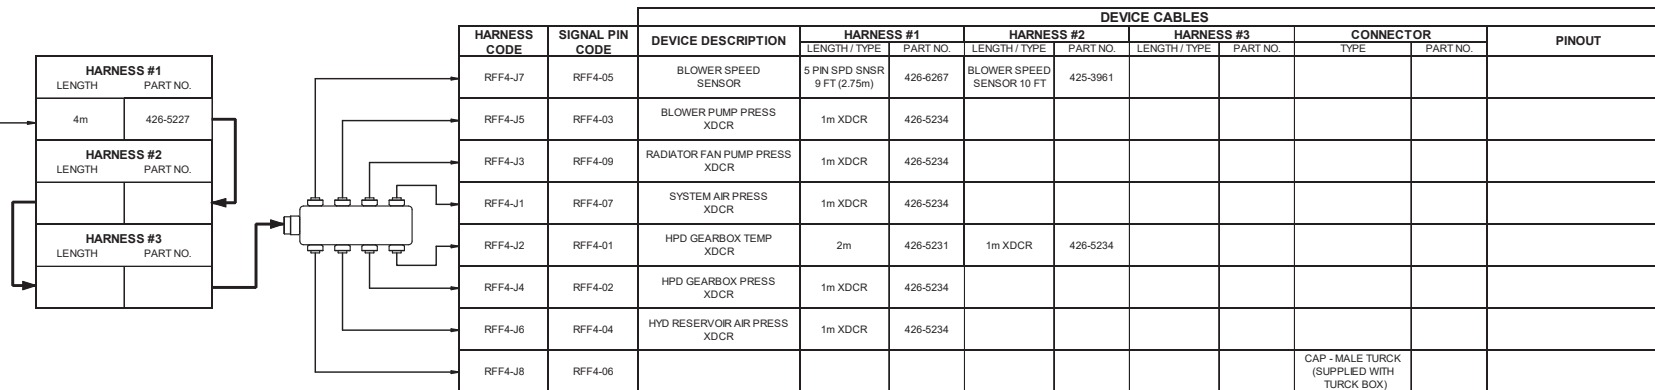 DEVICE CABLES
HARNESS CODE SIGNAL PIN CODE DEVICE DESCRIPTION HARNESS #1 HARNESS #2 HARNESS #3 CONNECTOR PINOUT
LENGTH / TYPE PART NO. LENGTH / TYPE PART NO. LENGTH / TYPE PART NO. TYPE PART NO.
HARNESS #1
LENGTH PART NO.
4m 426-5227
HARNESS #2
LENGTH PART NO.
HARNESS #3
LENGTH PART NO.
RFF4-J7 RFF4-05 BLOWER SPEED SENSOR 5 PIN SPD SNSR 9 FT (2.75m) 426-6267 BLOWER SPEED SENSOR 10 FT 425-3961
RFF4-J5 RFF4-03 BLOWER PUMP PRESS XDCR 1m XDCR 426-5234
RFF4-J3 RFF4-09 RADIATOR FAN PUMP PRESS XDCR 1m XDCR 426-5234
RFF4-J1 RFF4-07 SYSTEM AIR PRESS XDCR 1m XDCR 426-5234
RFF4-J2 RFF4-01 HPD GEARBOX TEMP XDCR 2m 426-5231 1m XDCR 426-5234
RFF4-J4 RFF4-02 HPD GEARBOX PRESS XDCR 1m XDCR 426-5234
RFF4-J6 RFF4-04 HYD RESERVOIR AIR PRESS XDCR 1m XDCR 426-5234
RFF4-J8 RFF4-06 CAP - MALE TURCK (SUPPLIED WITH TURCK BOX)